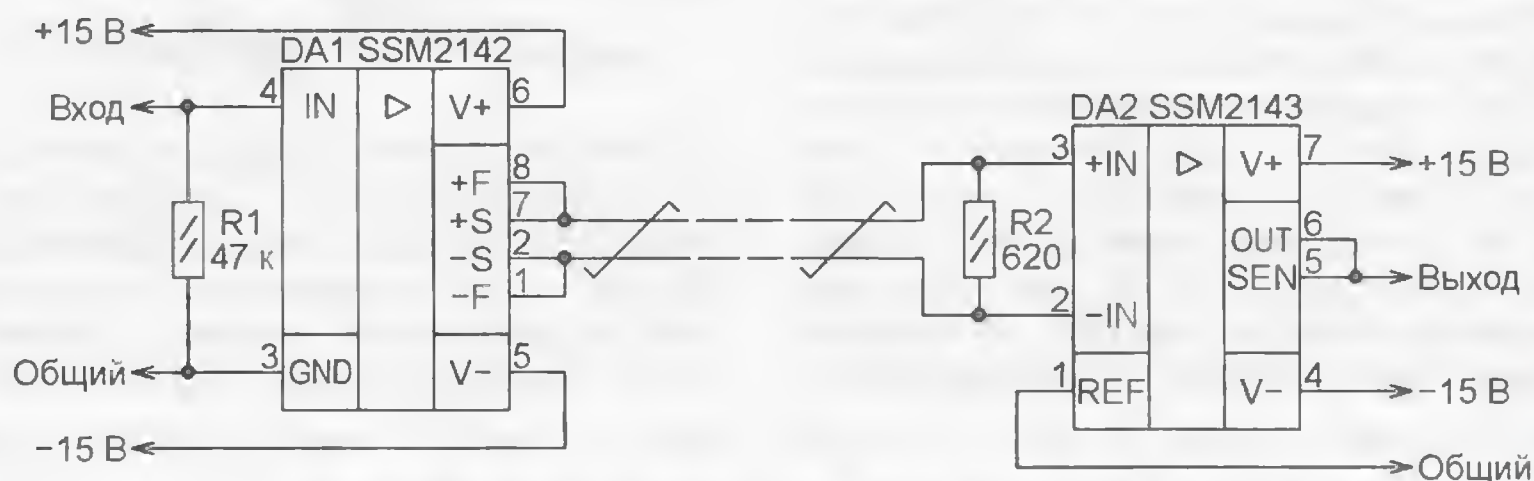 +15 В
DA1 SSM2142
4
IN
V+
6
Вход
+F
8
+S
7
−S
2
−F
1
R1
47 к
3
GND
V−
5
Общий
−15 В
DA2 SSM2143
3
+IN
V+
7
+15 В
R2
620
OUT
6
SEN
5
Выход
2
−IN
1
REF
V−
4
−15 В
Общий